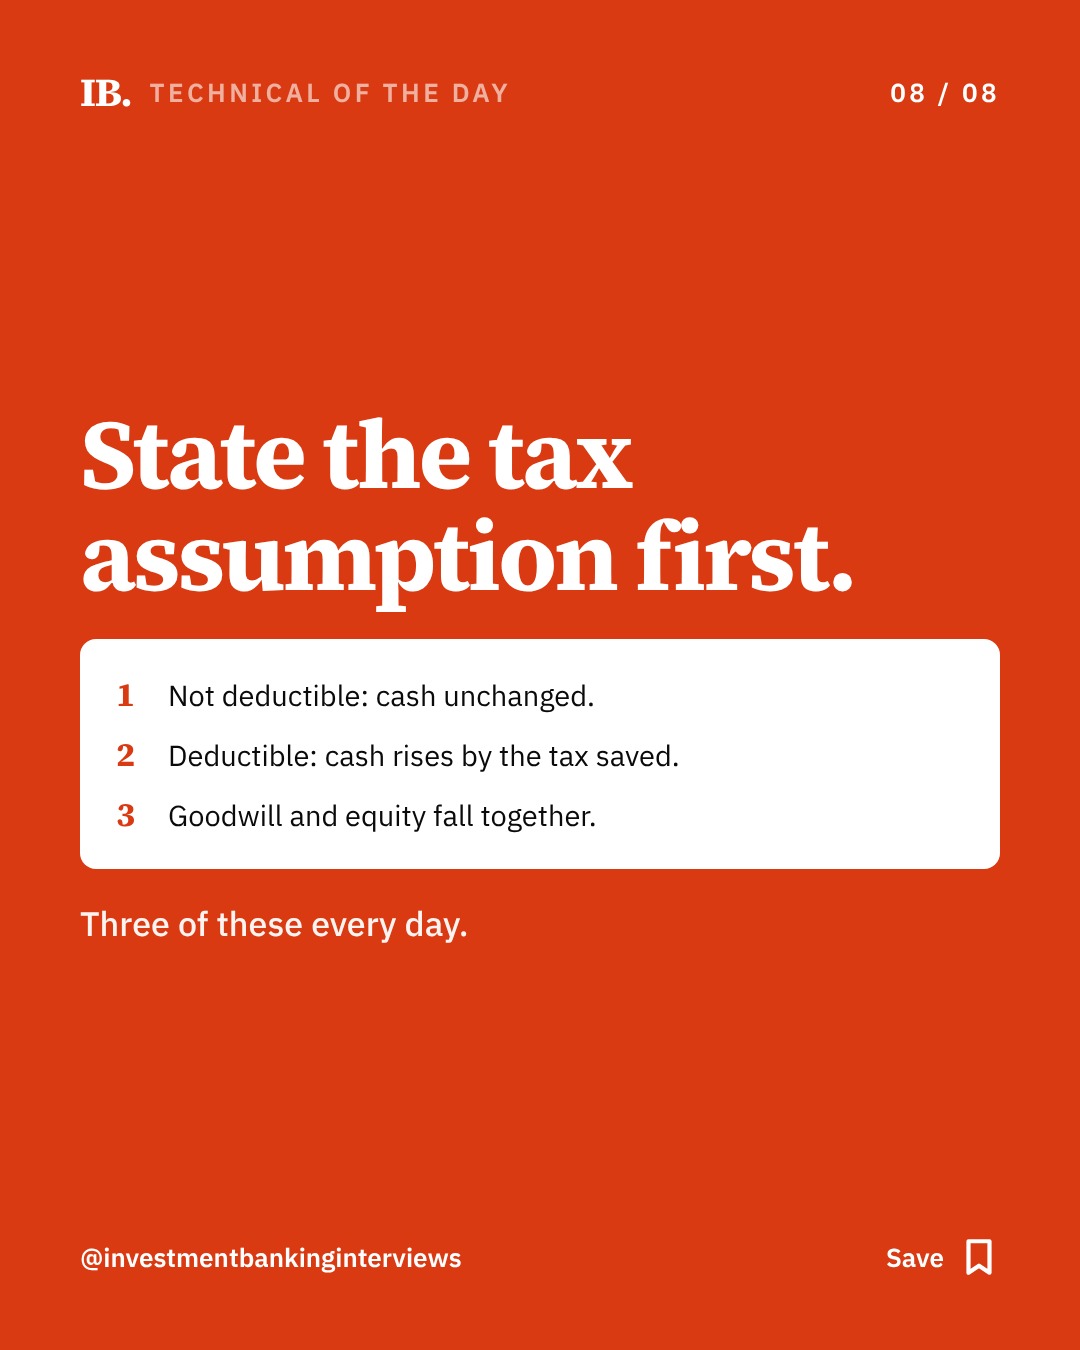 IB. TECHNICAL OF THE DAY 08 / 08
State the tax
assumption first.
1 Not deductible: cash unchanged.
2 Deductible: cash rises by the tax saved.
3 Goodwill and equity fall together.
Three of these every day.
@investmentbankinginterviews Save